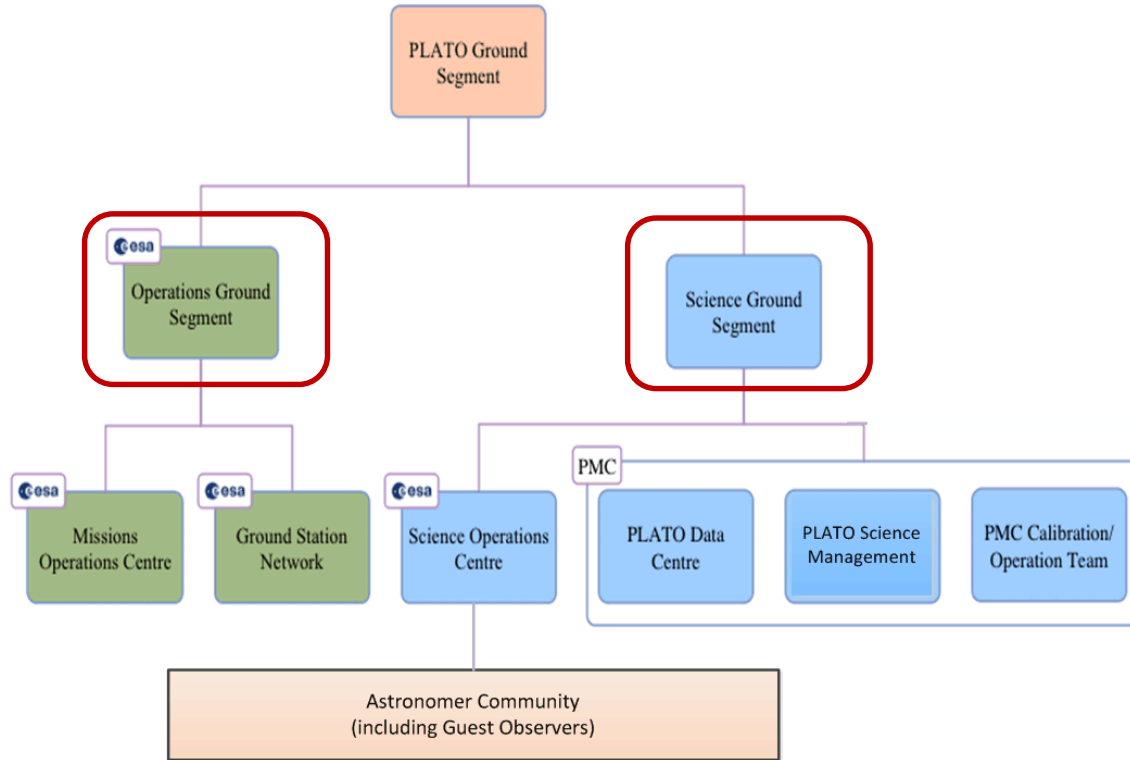 PLATO Ground
Segment
esa
Operations Ground
Segment
Science Ground
Segment
esa
Missions
Operations Centre
esa
Ground Station
Network
esa
Science Operations
Centre
PMC
PLATO Data
Centre
PLATO Science
Management
PMC Calibration/
Operation Team
Astronomer Community
(including Guest Observers)